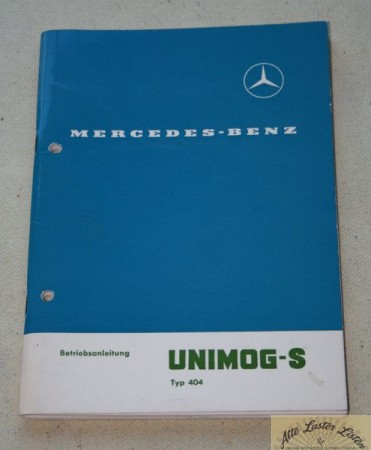 MERCEDES-BENZ
Betriebsanleitung
UNIMOG-S
Typ 404
Alte Laster Listen